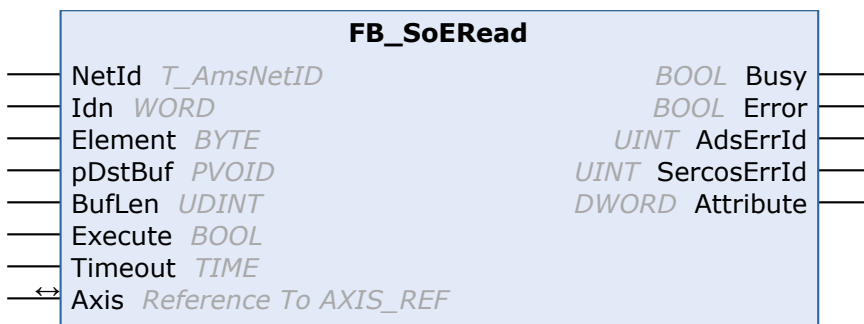 FB_SoERead
NetId T_AmsNetID BOOL Busy
Idn WORD BOOL Error
Element BYTE UINT AdsErrId
pDstBuf PVOID UINT SercosErrId
BufLen UDINT DWORD Attribute
Execute BOOL
Timeout TIME
↔ Axis Reference To AXIS_REF